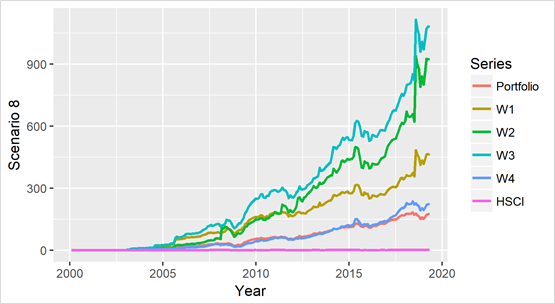 Scenario 8
900
600
300
0
2000
2005
2010
2015
2020
Year
Series
Portfolio
W1
W2
W3
W4
HSCI